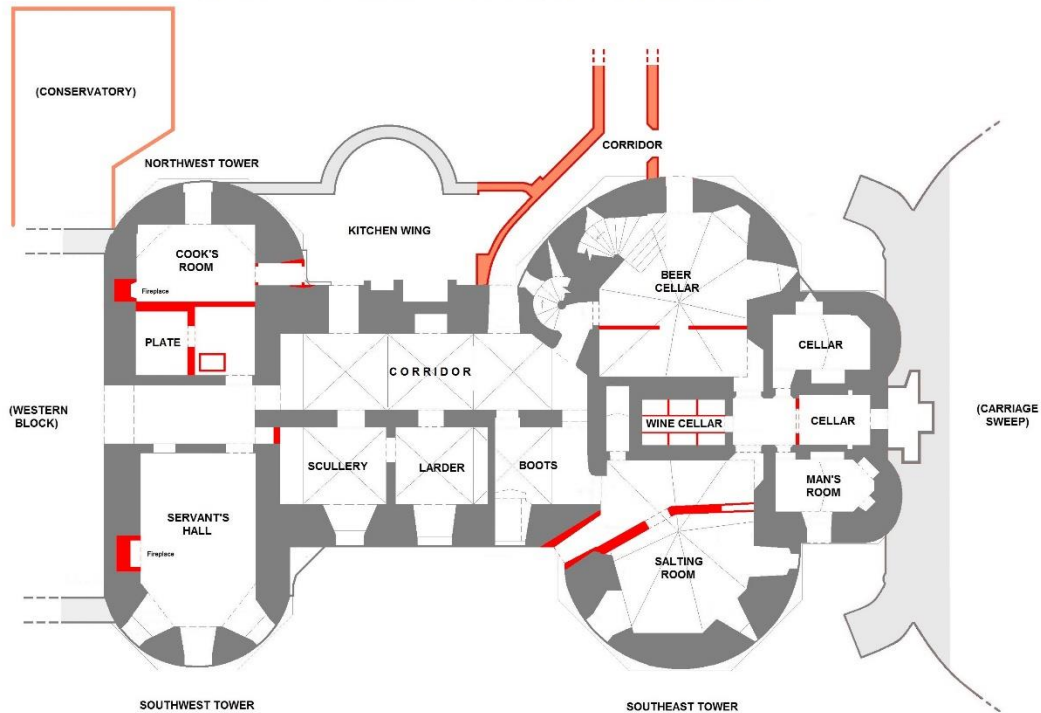 (CONSERVATORY)
NORTHWEST TOWER
CORRIDOR
KITCHEN WING
COOK'S
ROOM
Fireplace
BEER
CELLAR
PLATE
CELLAR
CORRIDOR
(WESTERN
BLOCK)
WINE CELLAR
CELLAR
(CARRIAGE
SWEEP)
SCULLERY
LARDER
BOOTS
MAN'S
ROOM
SERVANT'S
HALL
Fireplace
SALTING
ROOM
SOUTHWEST TOWER
SOUTHEAST TOWER